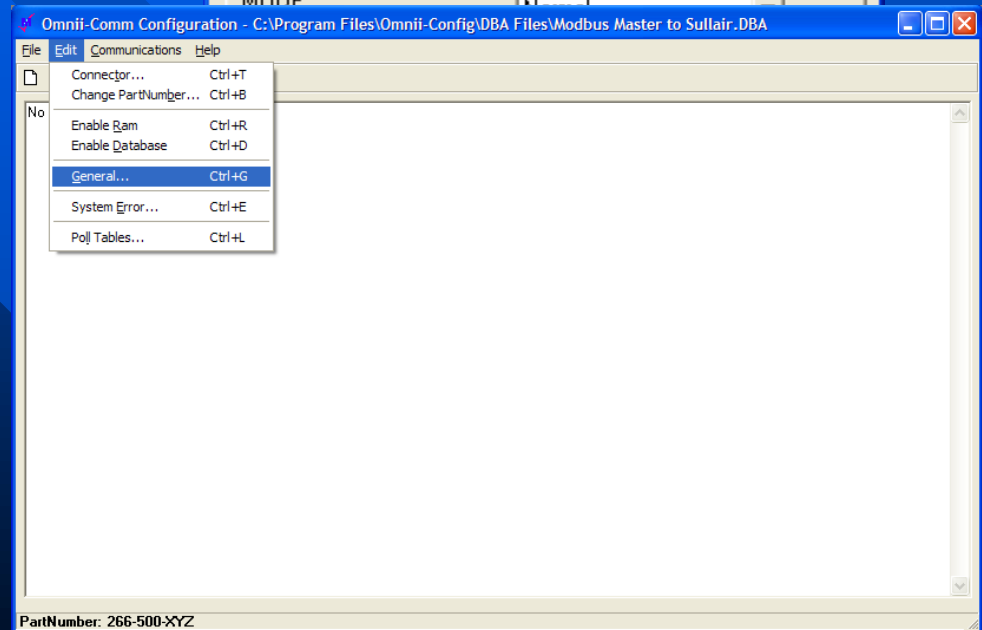 MODE
Omnii-Comm Configuration - C:\Program Files\Omnii-Config\DBA Files\Modbus Master to Sullair.DBA
File Edit Communications Help
Connector... Ctrl+T
Change PartNumber... Ctrl+B
No
Enable Ram Ctrl+R
Enable Database Ctrl+D
General... Ctrl+G
System Error... Ctrl+E
Poll Tables... Ctrl+L
PartNumber: 266-500-XYZ